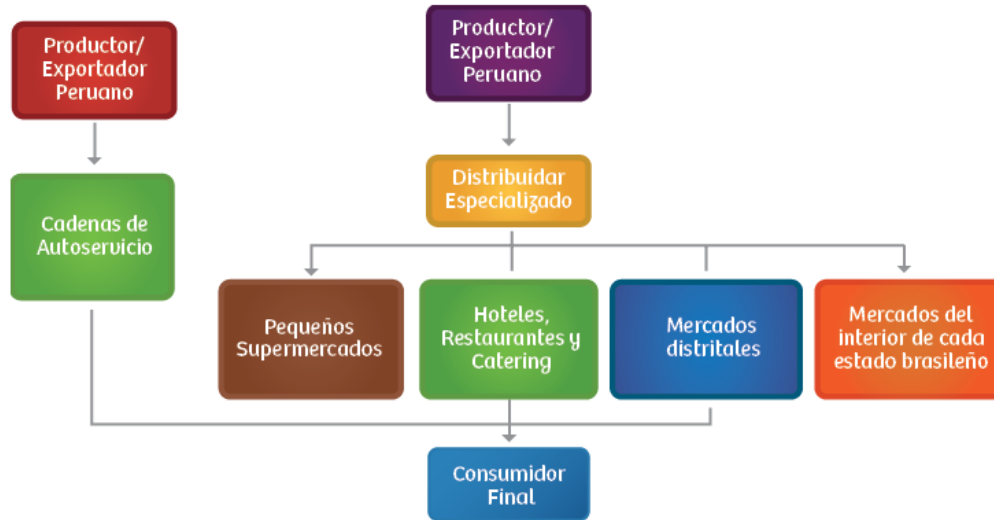 Productor/
Exportador
Peruano
Productor/
Exportador
Peruano
Distribuidar
Especializado
Cadenas de
Autoservicio
Pequeños
Supermercados
Hoteles,
Restaurantes y
Catering
Mercados
distritales
Mercados del
interior de cada
estado brasileño
Consumidor
Final